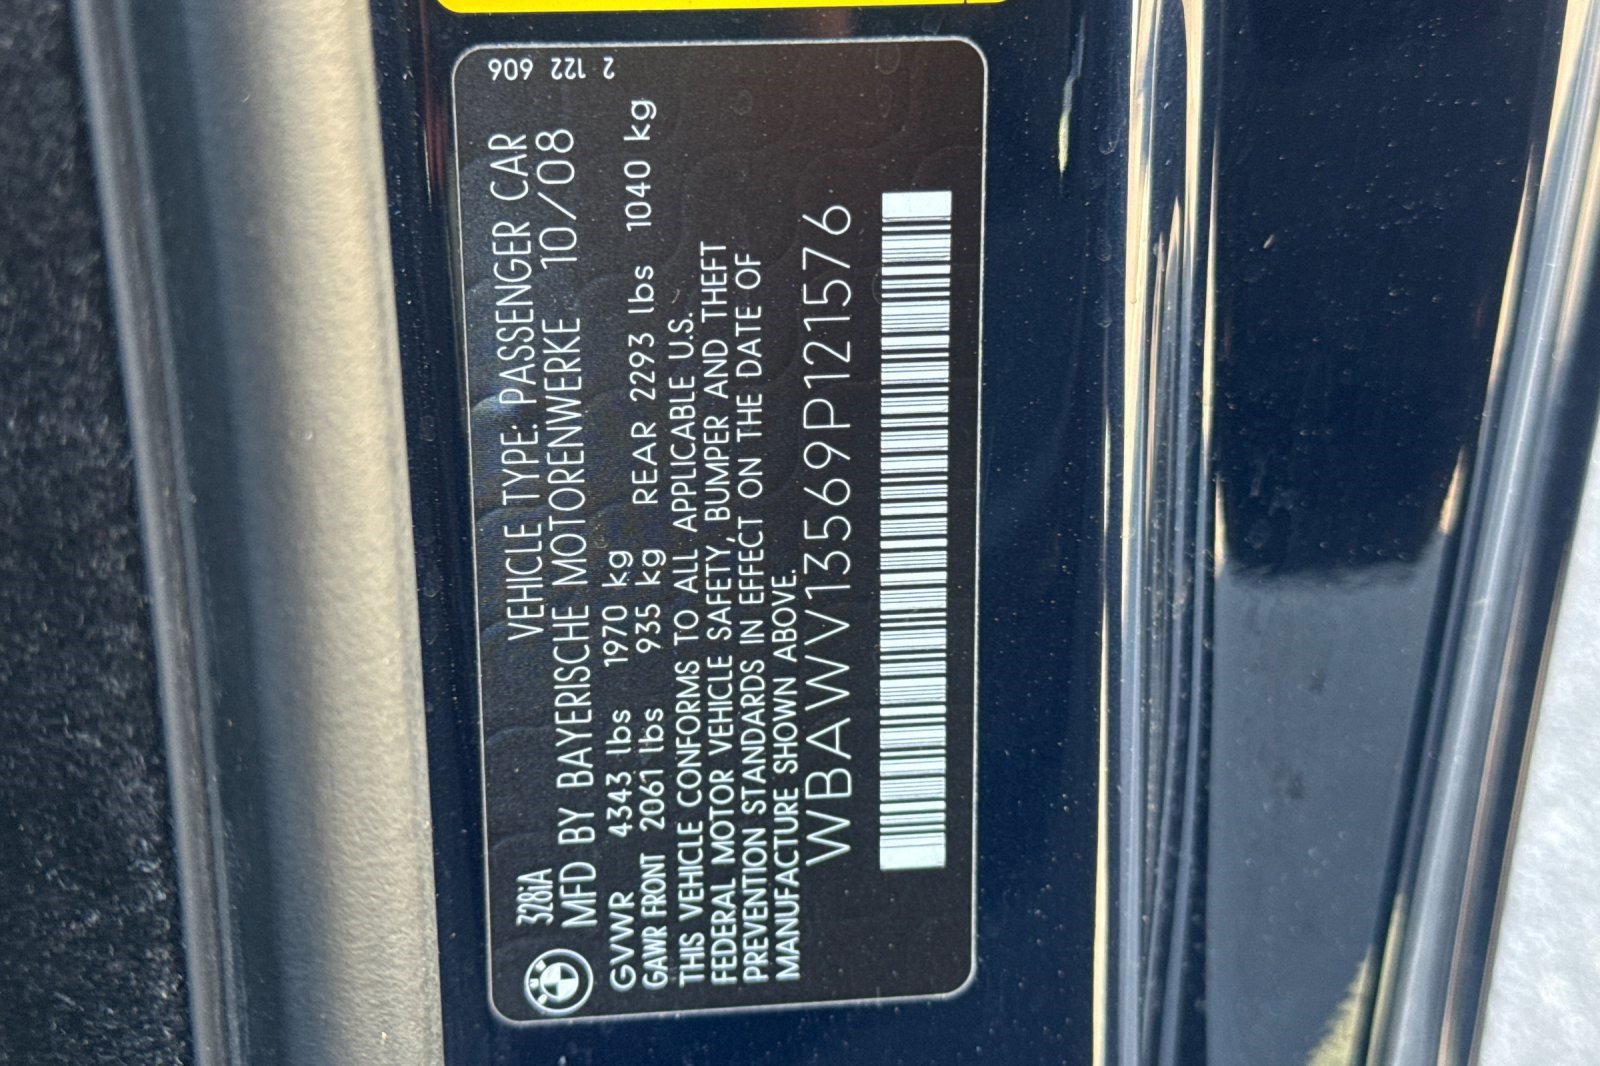 328iA VEHICLE TYPE: PASSENGER CAR
MFD BY BAYERISCHE MOTORENWERKE 10/08
GVWR 4343 lbs 1970 kg
GAWR FRONT 2061 lbs 935 kg REAR 2293 lbs 1040 kg
THIS VEHICLE CONFORMS TO ALL APPLICABLE U.S.
FEDERAL MOTOR VEHICLE SAFETY, BUMPER AND THEFT
PREVENTION STANDARDS IN EFFECT ON THE DATE OF
MANUFACTURE SHOWN ABOVE.
WBAWV13569P121576
2 122 606